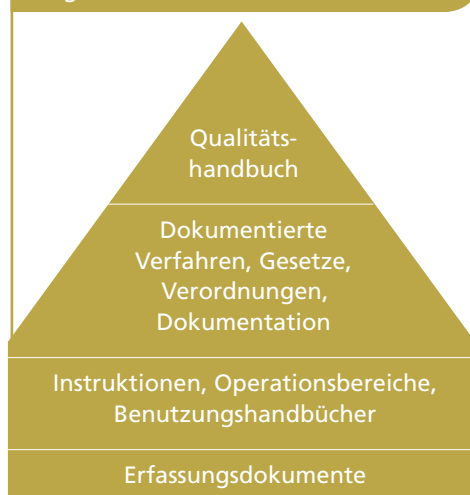 Qualitäts-
handbuch
Dokumentierte
Verfahren, Gesetze,
Verordnungen,
Dokumentation
Instruktionen, Operationsbereiche,
Benutzungshandbücher
Erfassungsdokumente